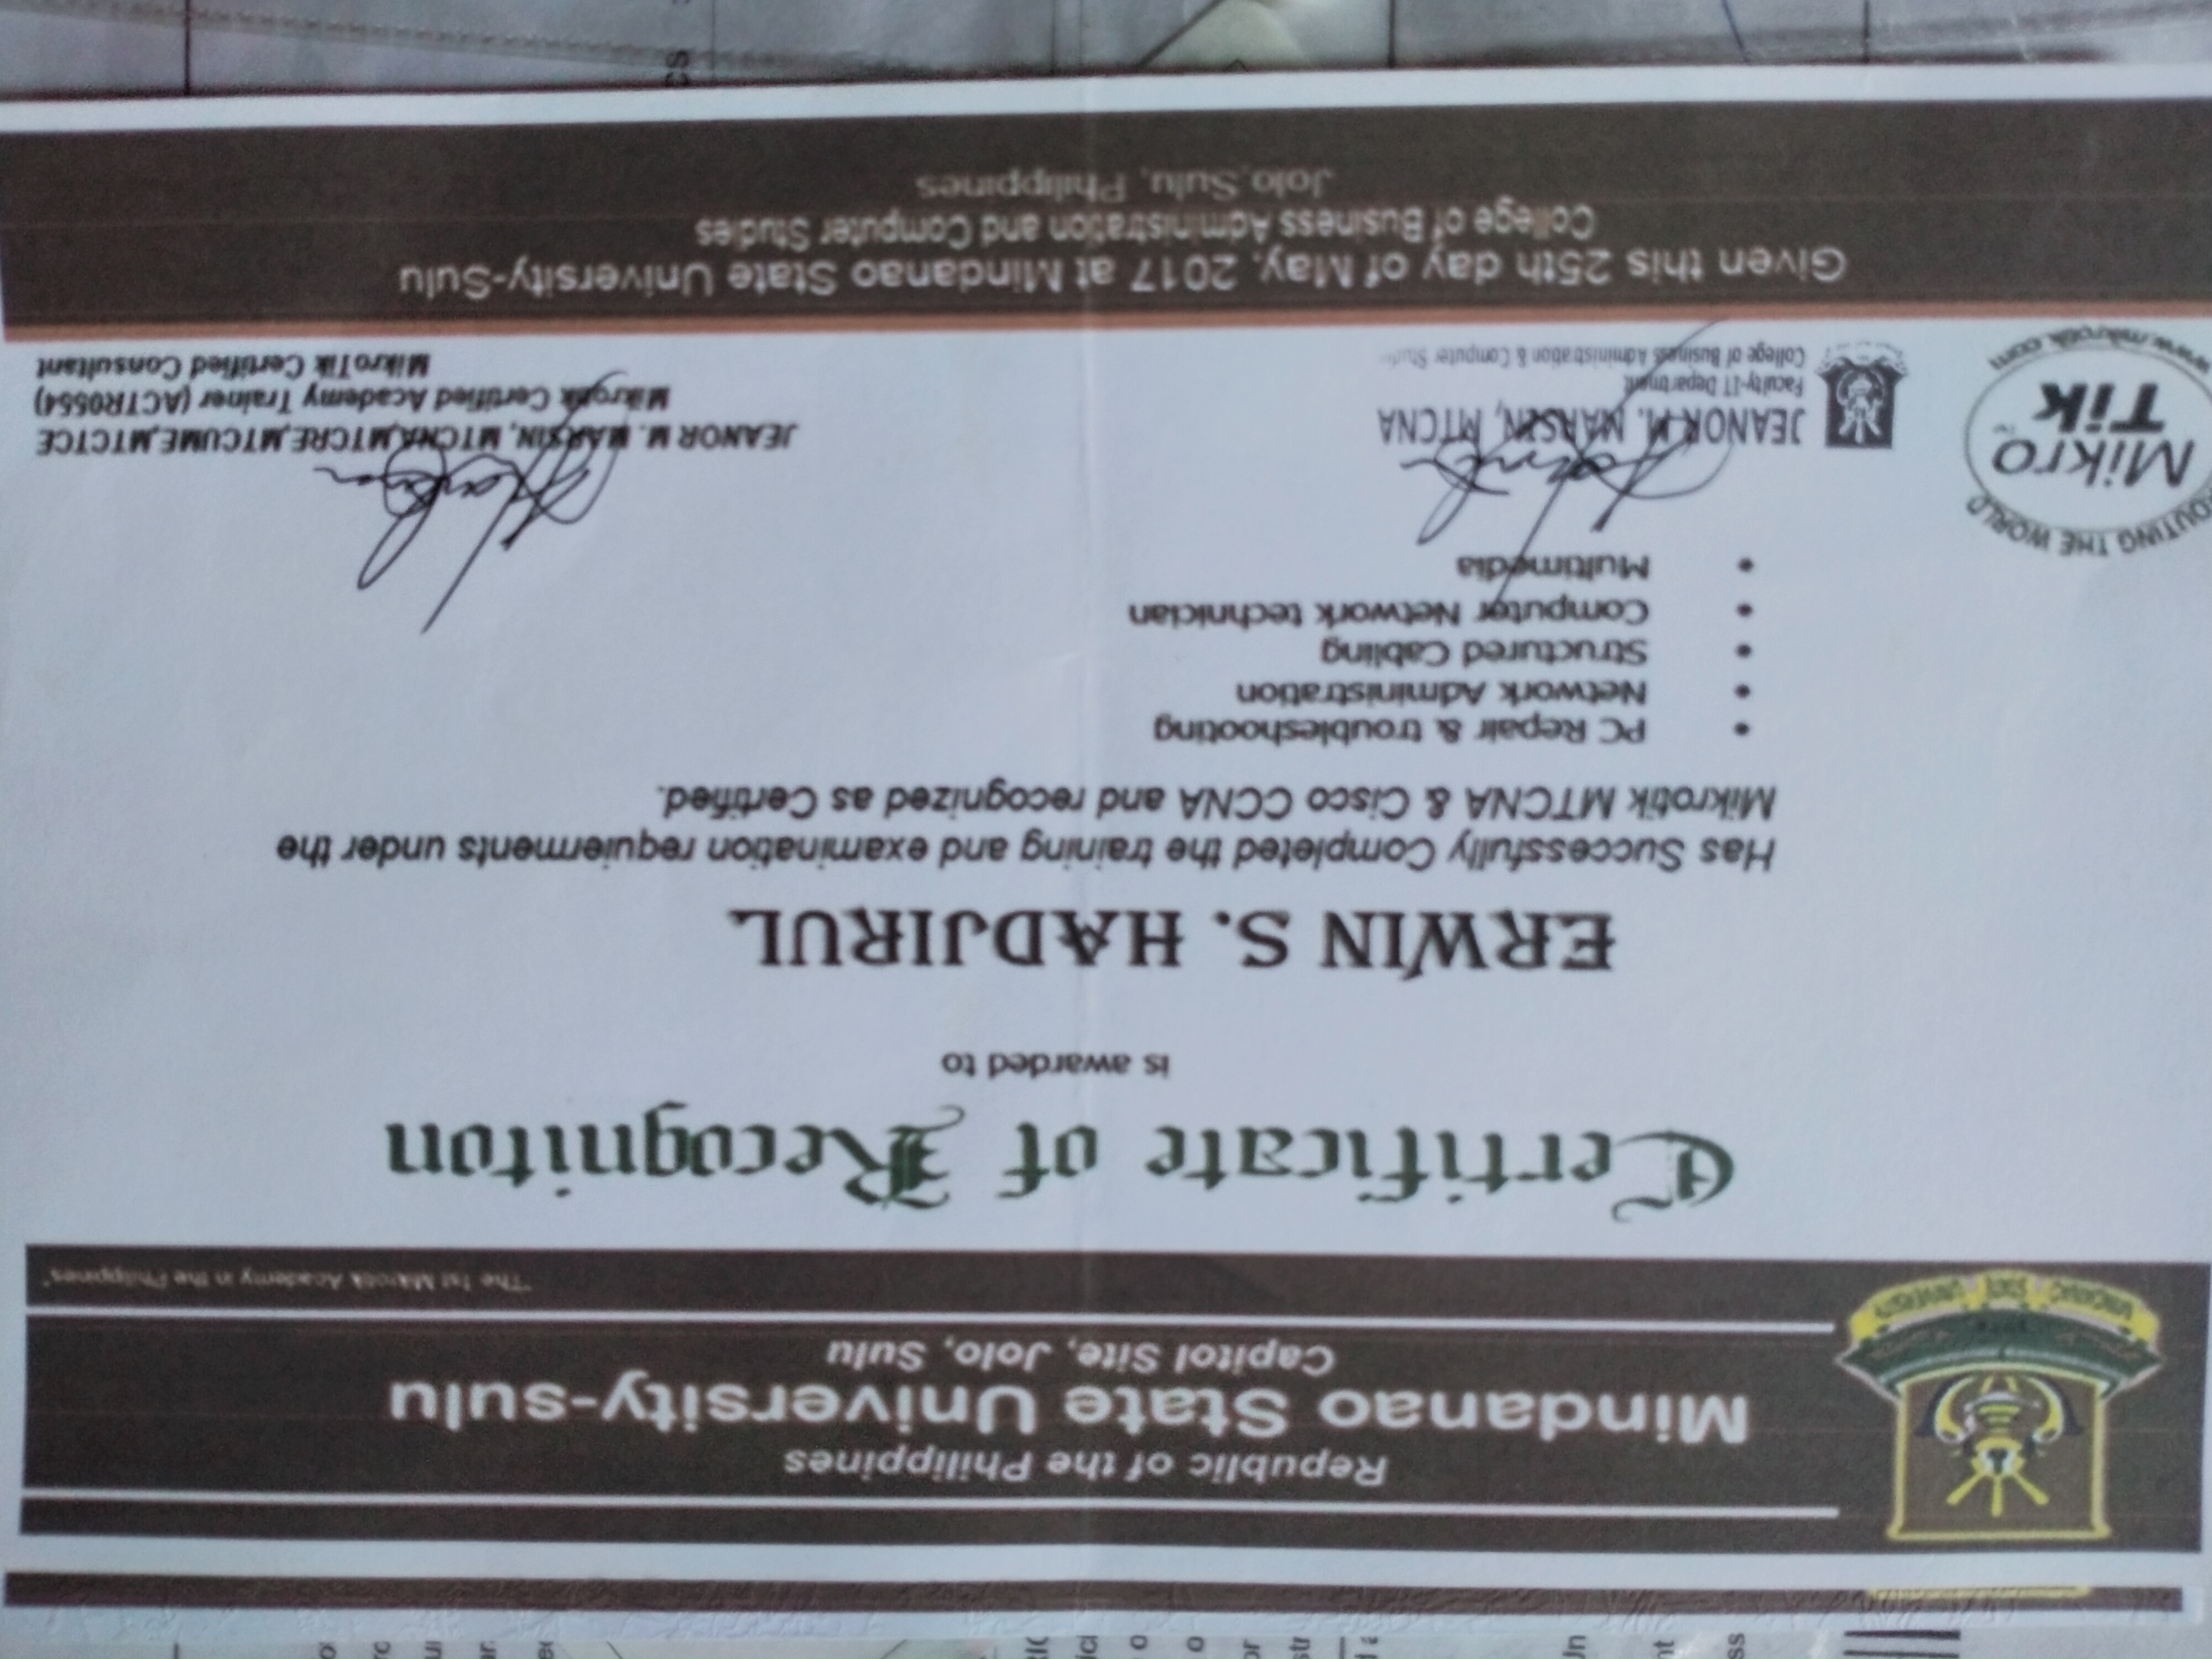 Republic of the Philippines
Mindanao State University-sulu
Capitol Site, Jolo, Sulu
MINDANAO STATE UNIVERSITY
"The 1st Mikrotik Academy in the Philippines"
Certificate of Recogniton
is awarded to
ERWIN S. HADJIRUL
Has Successfully Completed the training and examination requierments under the
Mikrotik MTCNA & Cisco CCNA and recognized as Certified.
• PC Repair & troubleshooting
• Network Administration
• Structured Cabling
• Computer Network technician
• Multimedia
OUTING THE WORLD
Mikro
Tik
www.mikrotik.com
JEANOR M. MARSIN, MTCNA
Faculty-IT Department
College of Business Administration & Computer
JEANOR M. MARSIN, MTCNA,MTCRE,MTCUME,MTCTCE
Mikrotik Certified Academy Trainer (ACTR0554)
MikroTik Certified Consultant
Given this 25th day of May, 2017 at Mindanao State University-Sulu
College of Business Administration and Computer Studies
Jolo,Sulu, Philippines